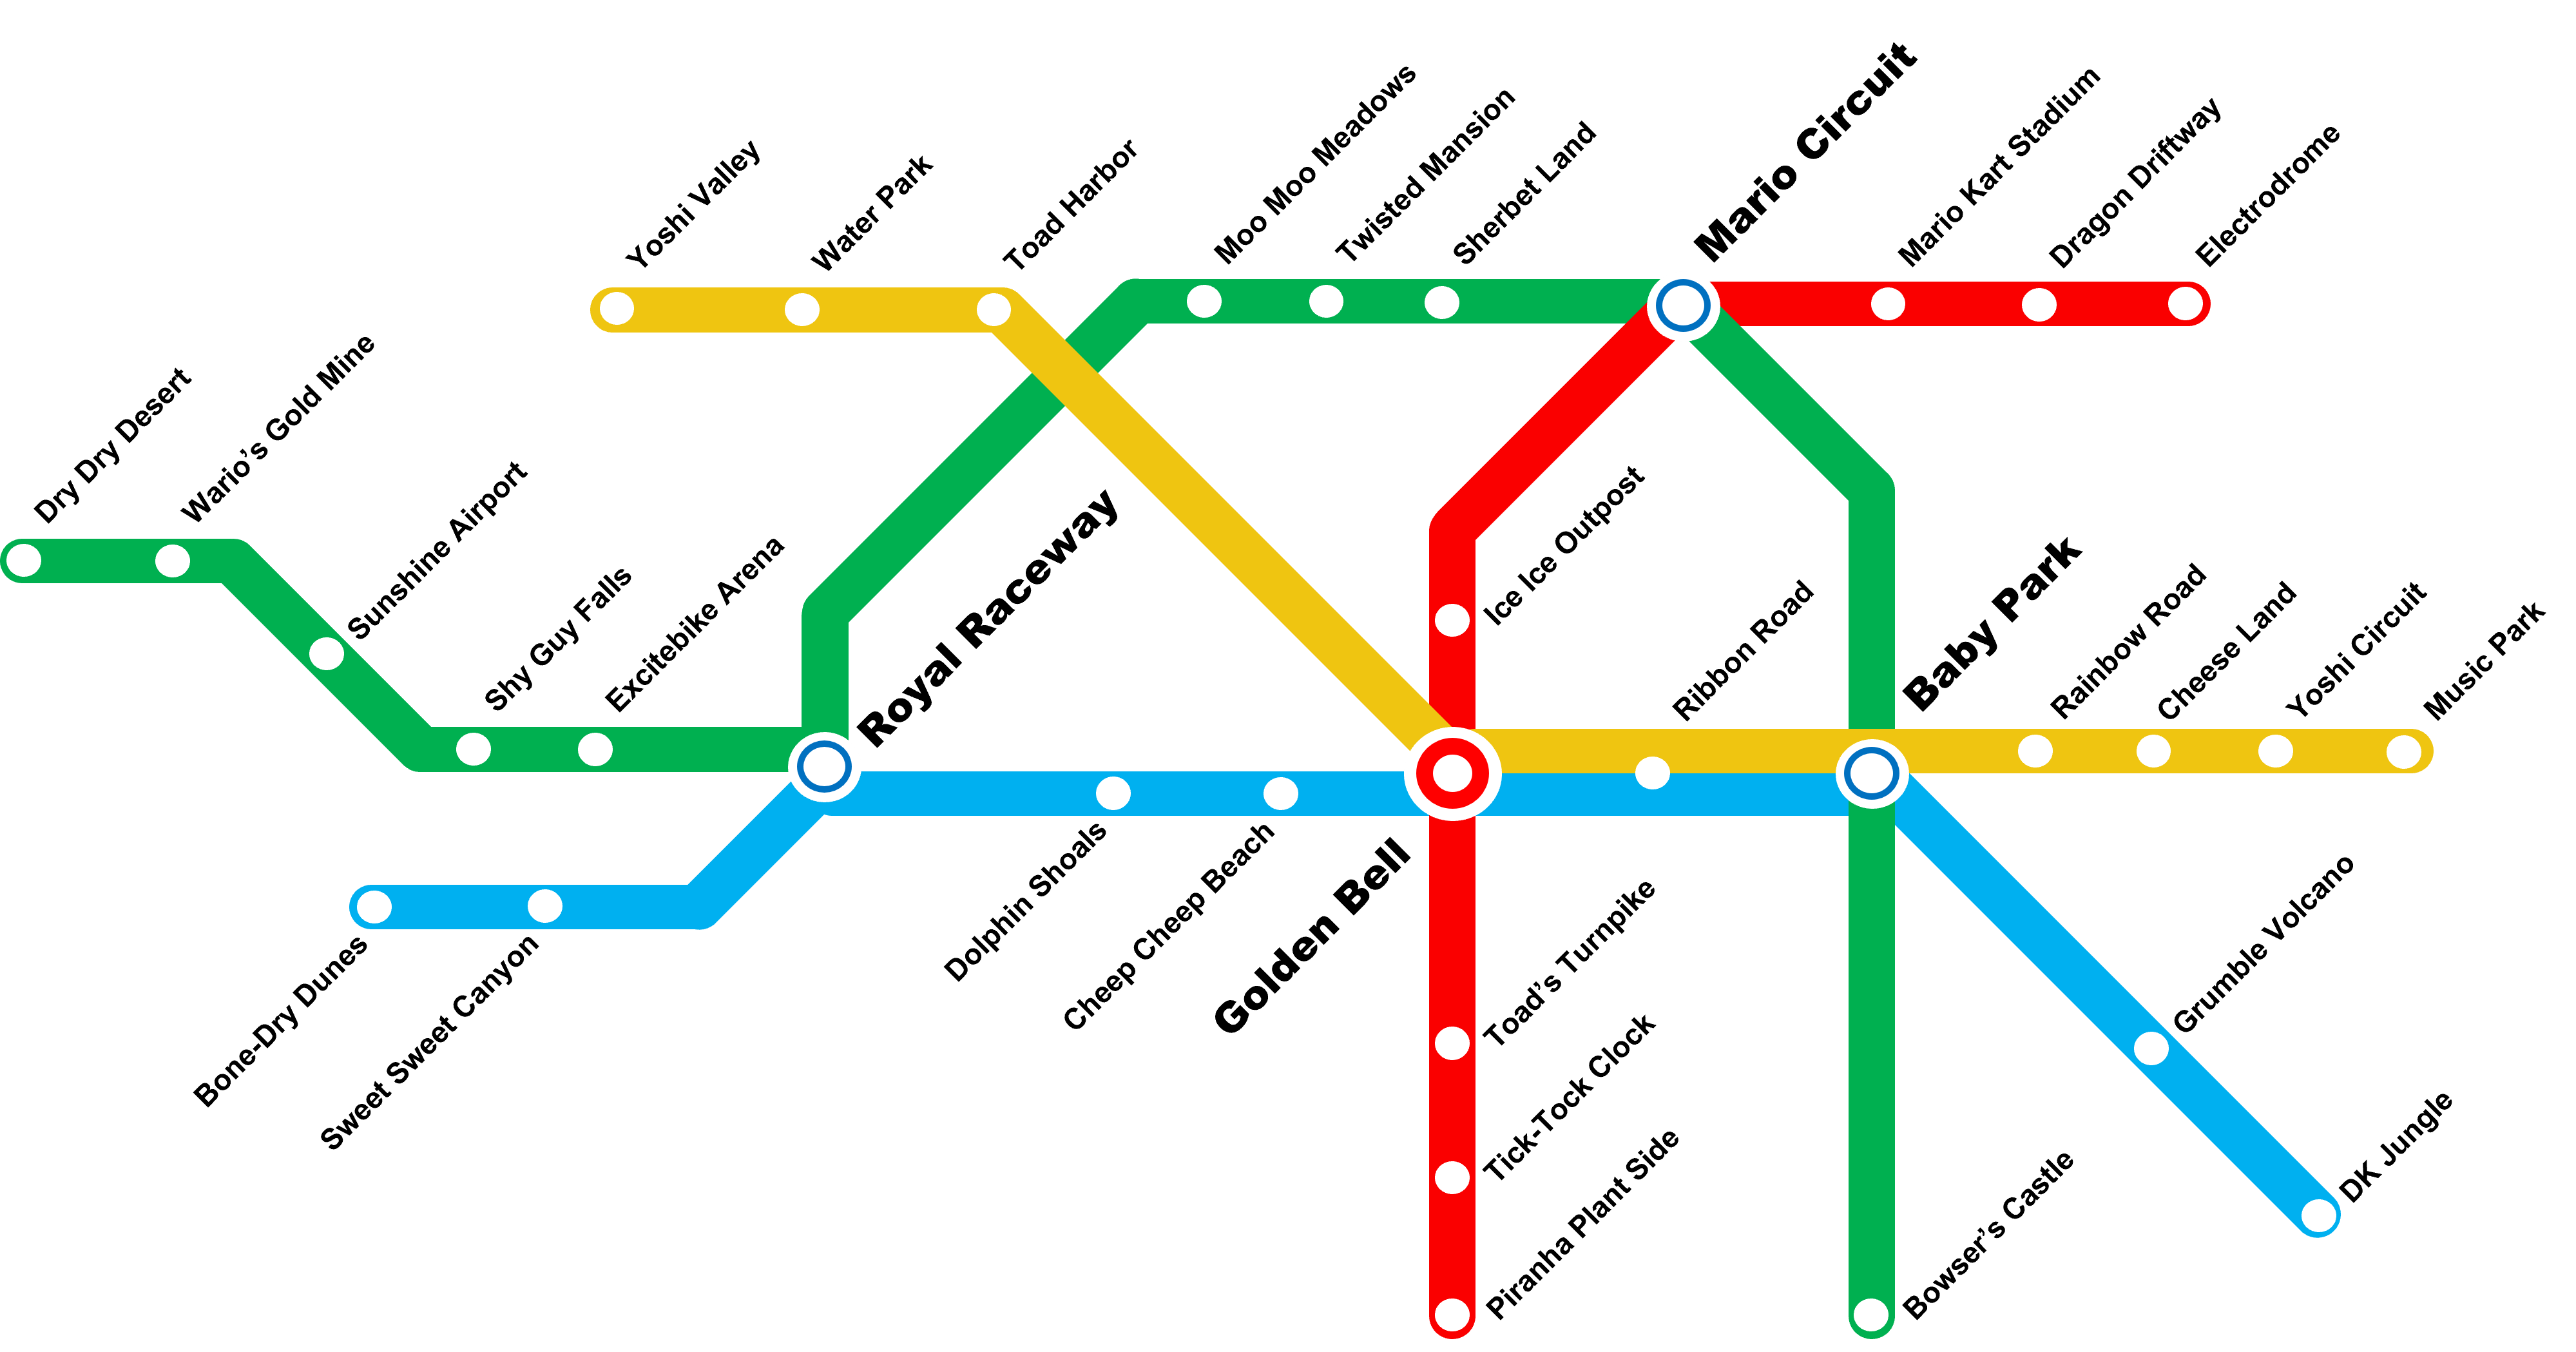 Yoshi Valley
Water Park
Toad Harbor
Moo Moo Meadows
Twisted Mansion
Sherbet Land
Mario Circuit
Mario Kart Stadium
Dragon Driftway
Electrodrome
Dry Dry Desert
Wario’s Gold Mine
Sunshine Airport
Shy Guy Falls
Excitebike Arena
Royal Raceway
Ice Ice Outpost
Ribbon Road
Baby Park
Rainbow Road
Cheese Land
Yoshi Circuit
Music Park
Bone-Dry Dunes
Sweet Sweet Canyon
Dolphin Shoals
Cheep Cheep Beach
Golden Bell
Toad’s Turnpike
Tick-Tock Clock
Piranha Plant Side
Grumble Volcano
DK Jungle
Bowser’s Castle